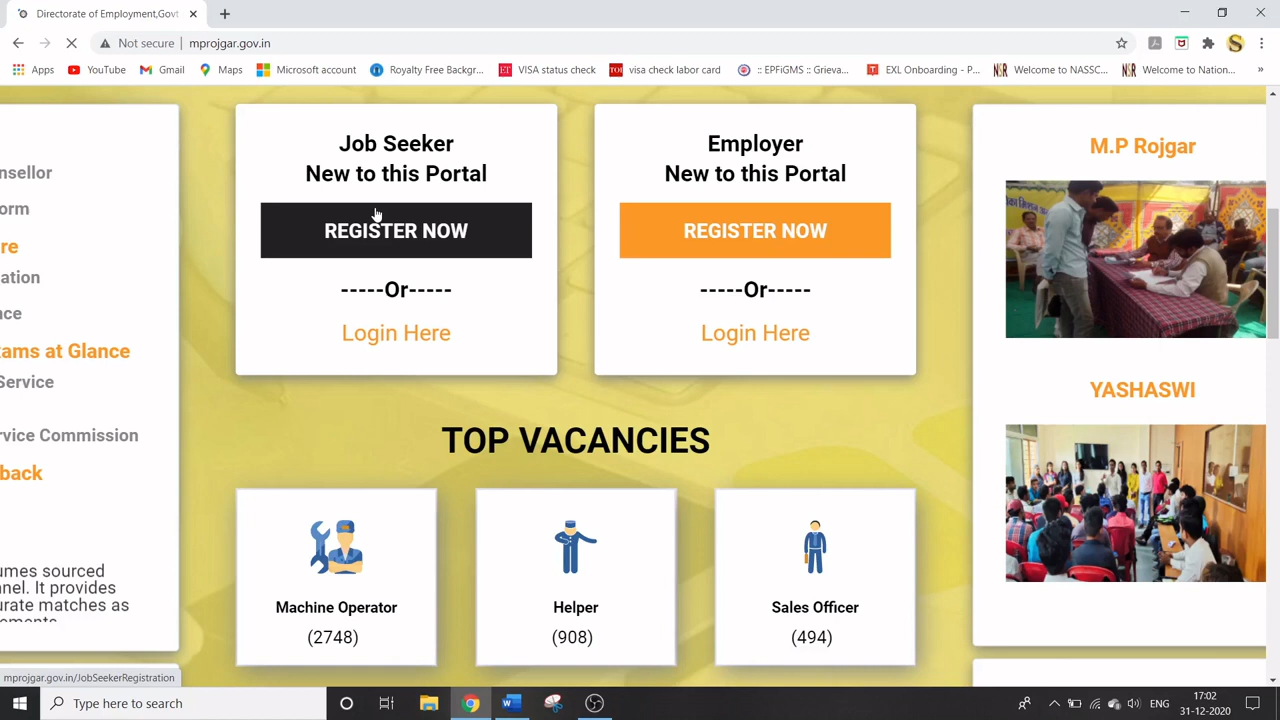 Directorate of Employment,Govt
Not secure
mprojgar.gov.in
Apps
YouTube
Gmail
Maps
Microsoft account
Royalty Free Backgr...
VISA status check
visa check labor card
:: EPFiGMS :: Grieva...
EXL Onboarding - P...
Welcome to NASSC...
Welcome to Nation...
nsellor
orm
re
ation
nce
xams at Glance
Service
rvice Commission
back
umes sourced
nnel. It provides
urate matches as
Job Seeker
New to this Portal
REGISTER NOW
-----Or-----
Login Here
Employer
New to this Portal
REGISTER NOW
-----Or-----
Login Here
TOP VACANCIES
Machine Operator
(2748)
Helper
(908)
Sales Officer
(494)
M.P Rojgar
YASHASWI
mprojgar.gov.in/JobSeekerRegistration
Type here to search
ENG
17:02
31-12-2020